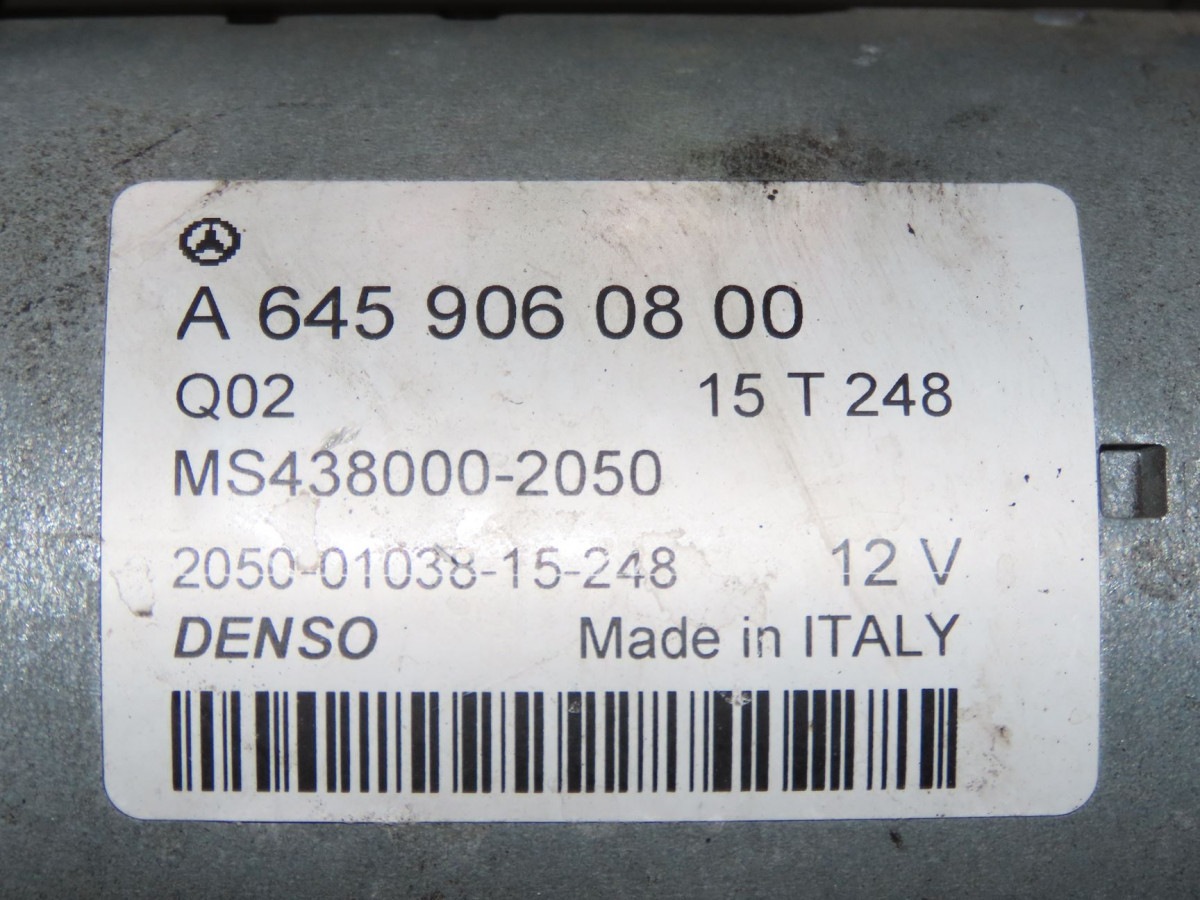 A 645 906 08 00
Q02 15 T 248
MS438000-2050
2050-01038-15-248 12 V
DENSO Made in ITALY